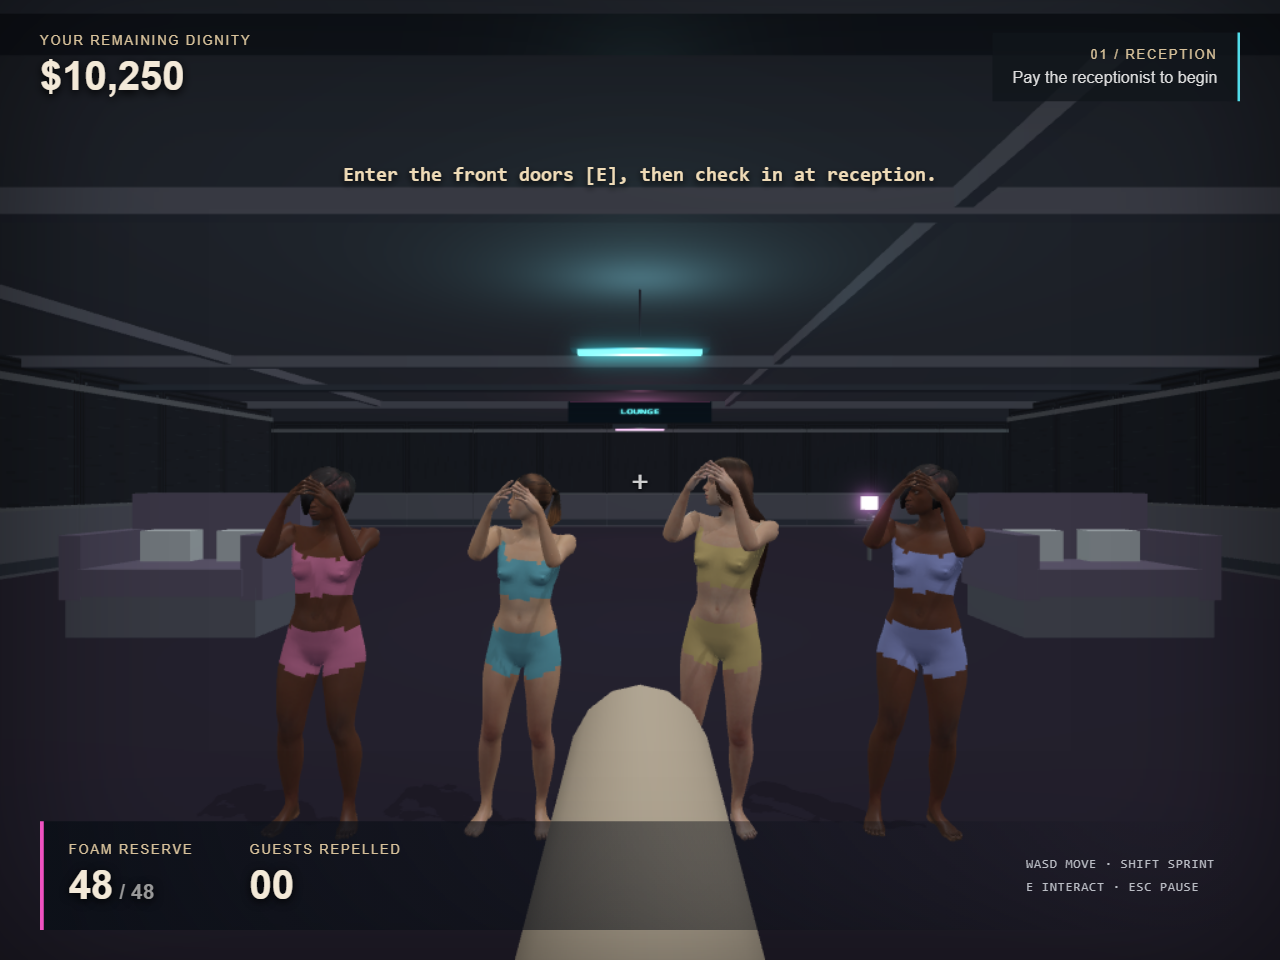 YOUR REMAINING DIGNITY
$10,250
01 / RECEPTION
Pay the receptionist to begin
Enter the front doors [E], then check in at reception.
LOUNGE
FOAM RESERVE
48 / 48
GUESTS REPELLED
00
WASD MOVE · SHIFT SPRINT
E INTERACT · ESC PAUSE